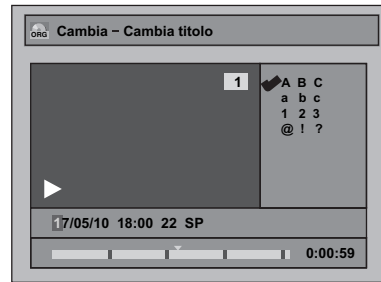 ORG Cambia – Cambia titolo
1
A B C
a b c
1 2 3
@ ! ?
17/05/10 18:00 22 SP
0:00:59